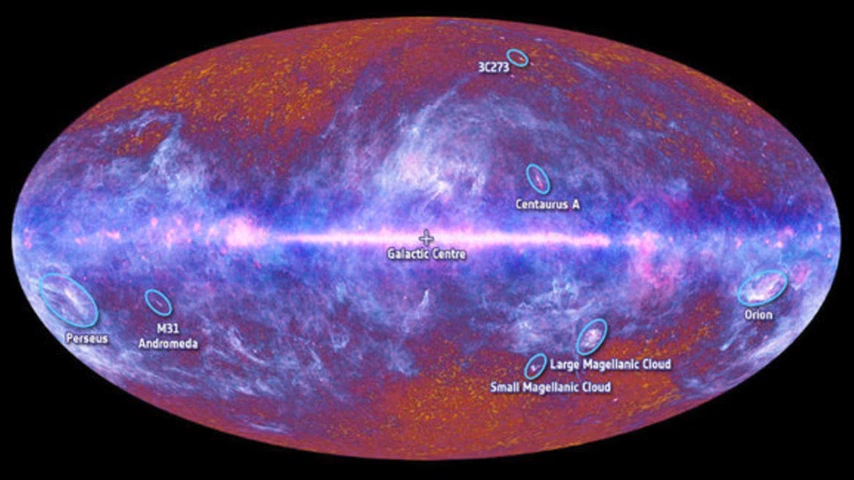 3C273
Centaurus A
Galactic Centre
Perseus
M31
Andromeda
Orion
Large Magellanic Cloud
Small Magellanic Cloud